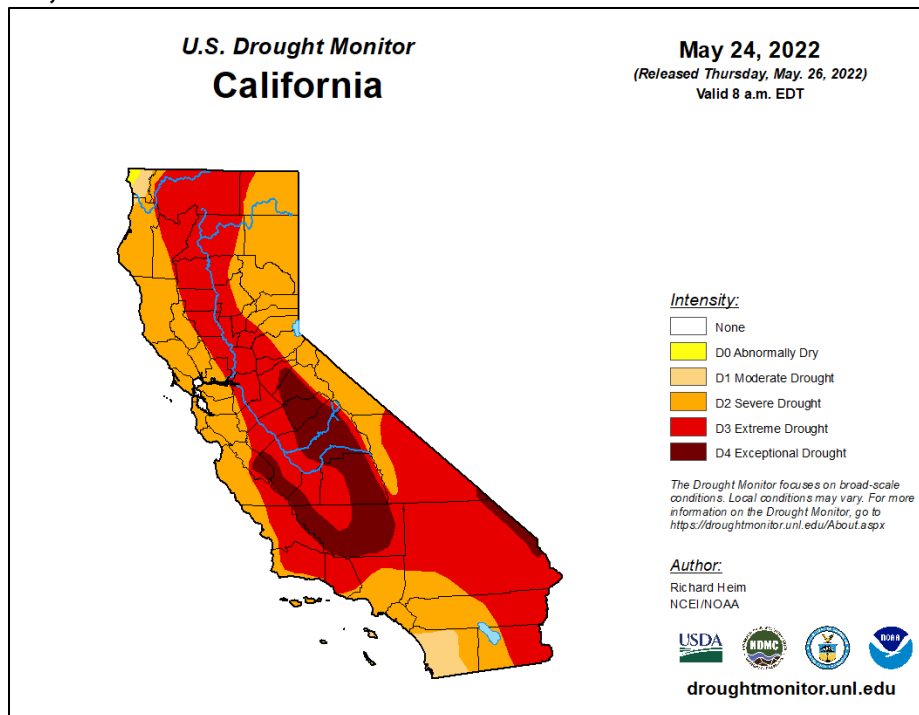 U.S. Drought Monitor
California
May 24, 2022
(Released Thursday, May. 26, 2022)
Valid 8 a.m. EDT
Intensity:
None
D0 Abnormally Dry
D1 Moderate Drought
D2 Severe Drought
D3 Extreme Drought
D4 Exceptional Drought
The Drought Monitor focuses on broad-scale
conditions. Local conditions may vary. For more
information on the Drought Monitor, go to
https://droughtmonitor.unl.edu/About.aspx
Author:
Richard Heim
NCEI/NOAA
USDA
NDMC
NOAA
droughtmonitor.unl.edu